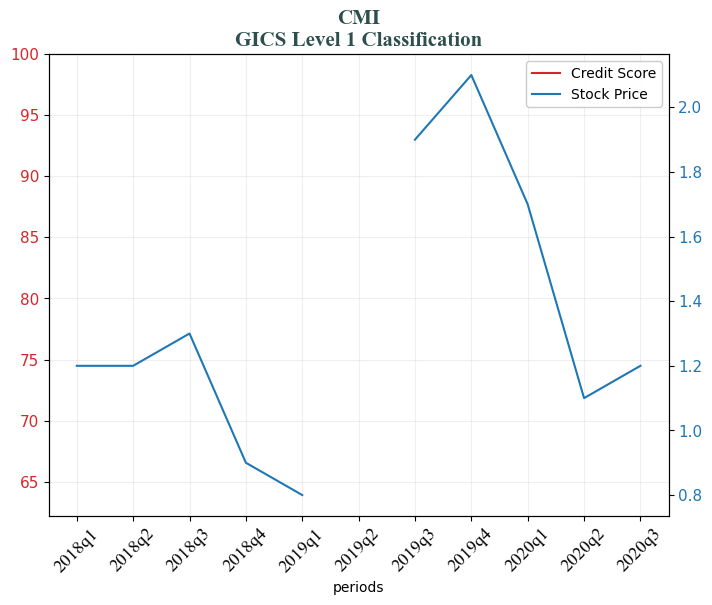 CMI
GICS Level 1 Classification
Credit Score
Stock Price
100
95
90
85
80
75
70
65
2.0
1.8
1.6
1.4
1.2
1.0
0.8
2018q1
2018q2
2018q3
2018q4
2019q1
2019q2
2019q3
2019q4
2020q1
2020q2
2020q3
periods